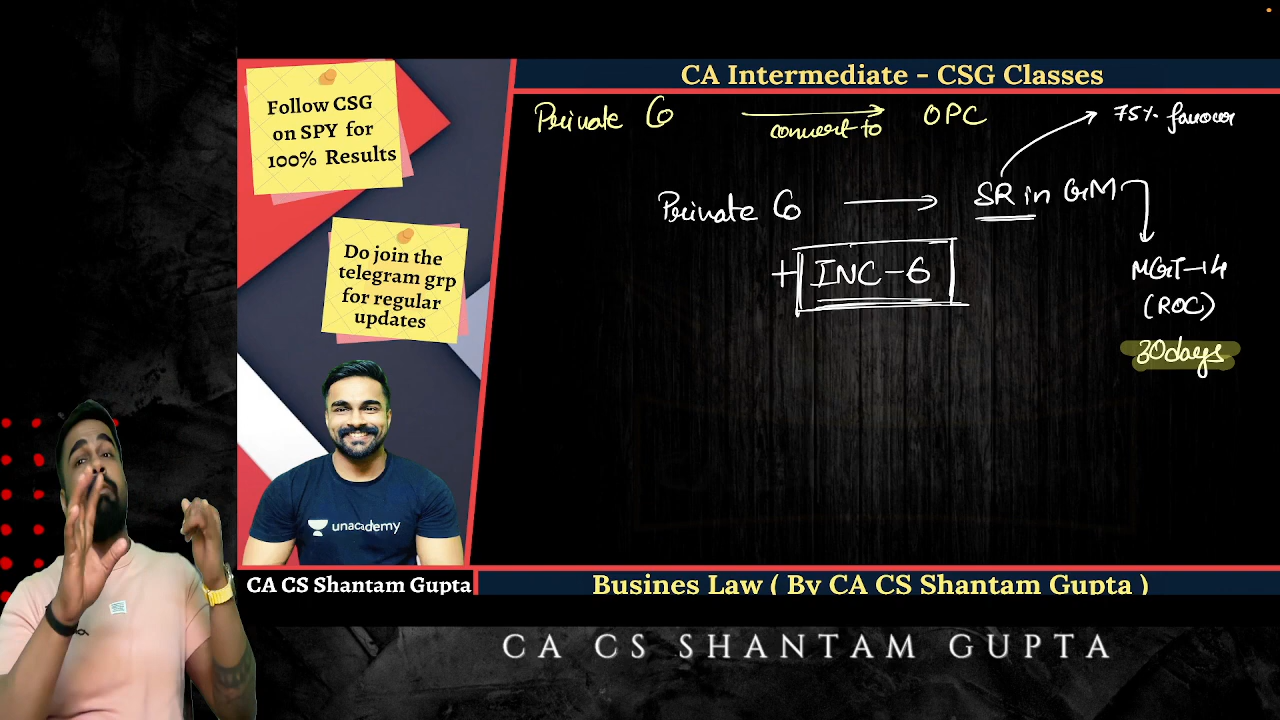 CA Intermediate - CSG Classes
Follow CSG
on SPY for
100% Results
Do join the
telegram grp
for regular
updates
unacademy
CA CS Shantam Gupta
Private Co
convert to
OPC
75% favour
Private Co
SR in GM
+ INC-6
MGT-14
(ROC)
30days
Busines Law ( By CA CS Shantam Gupta )
CA CS SHANTAM GUPTA